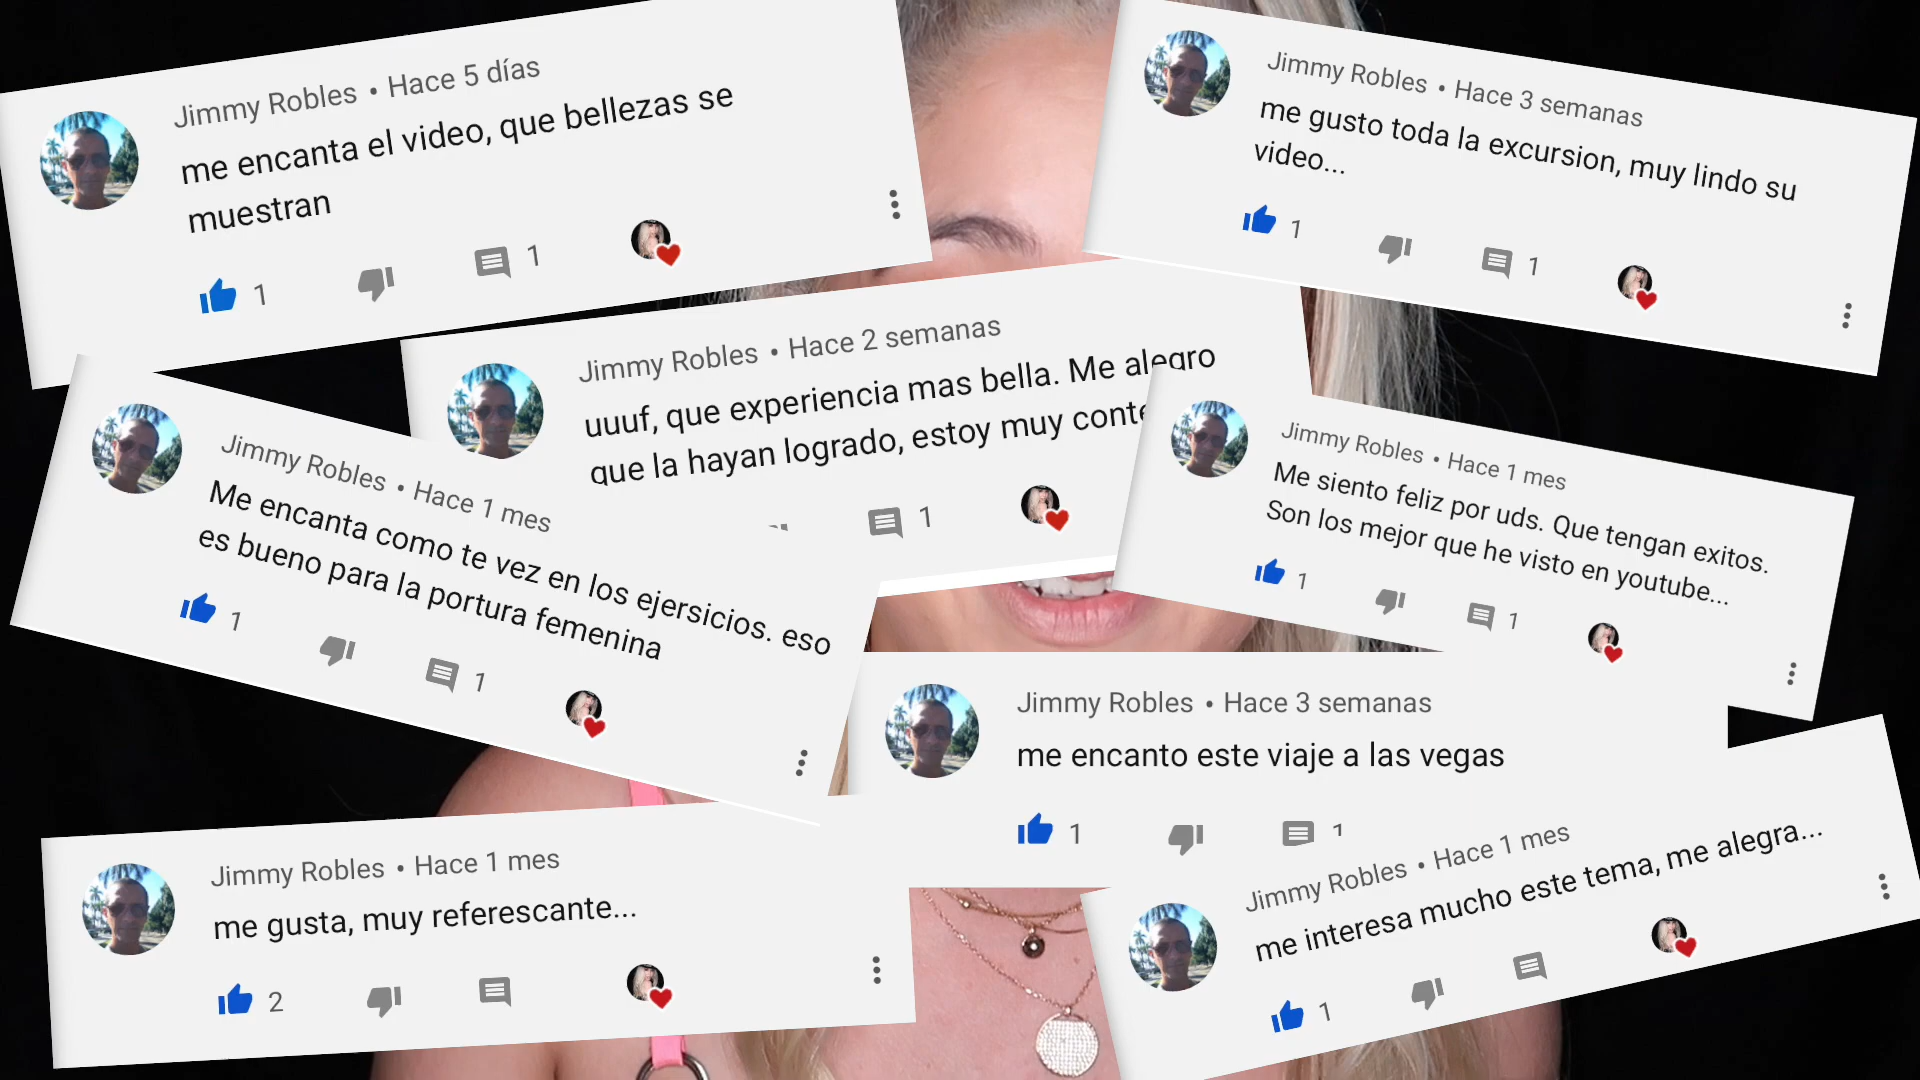 Jimmy Robles • Hace 5 días
me encanta el video, que bellezas se
muestran
1
1
Jimmy Robles • Hace 3 semanas
me gusto toda la excursion, muy lindo su
video...
1
1
Jimmy Robles • Hace 2 semanas
uuuf, que experiencia mas bella. Me alegro
que la hayan logrado, estoy muy
1
Jimmy Robles • Hace 1 mes
Me encanta como te vez en los ejersicios. eso
es bueno para la portura femenina
1
1
Jimmy Robles • Hace 1 mes
Me siento feliz por uds. Que tengan exitos.
Son los mejor que he visto en youtube...
1
1
Jimmy Robles • Hace 3 semanas
me encanto este viaje a las vegas
1
1
Jimmy Robles • Hace 1 mes
me gusta, muy referescante...
2
Jimmy Robles • Hace 1 mes
me interesa mucho este tema, me alegra...
1